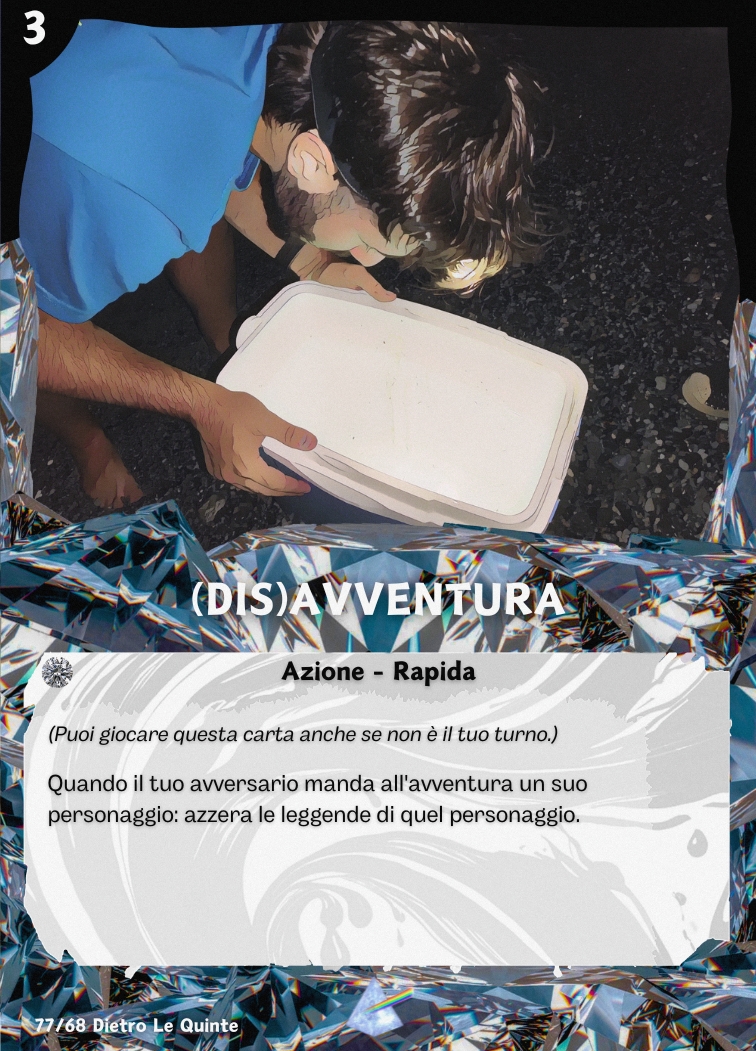 3
(DIS)AVVENTURA
Azione - Rapida
(Puoi giocare questa carta anche se non è il tuo turno.)
Quando il tuo avversario manda all'avventura un suo
personaggio: azzera le leggende di quel personaggio.
77/68 Dietro Le Quinte